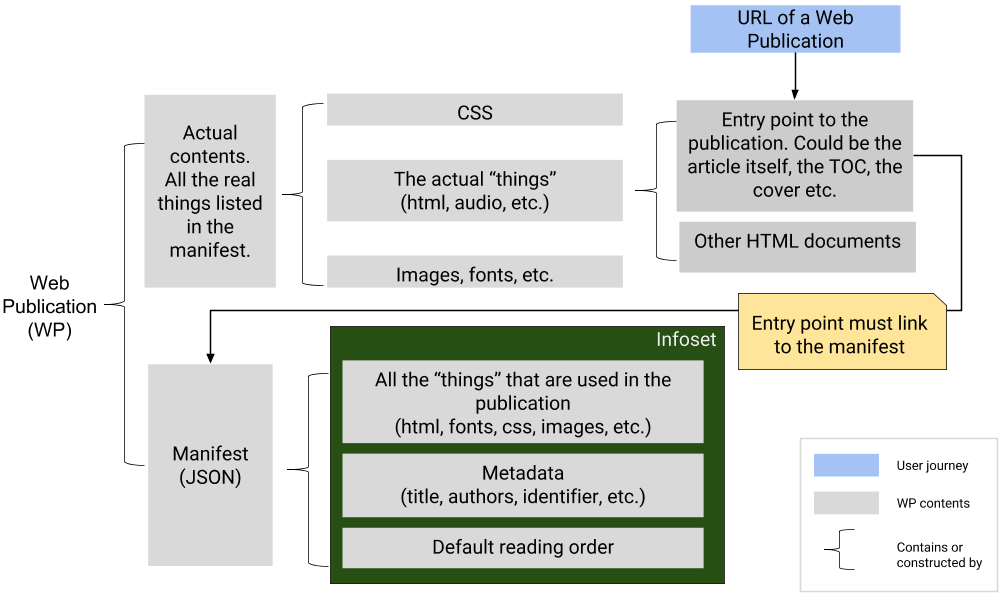 URL of a Web
Publication
Actual
contents.
All the real
things listed
in the
manifest.
CSS
The actual “things”
(html, audio, etc.)
Images, fonts, etc.
Entry point to the
publication. Could be the
article itself, the TOC, the
cover etc.
Other HTML documents
Web
Publication
(WP)
Entry point must link
to the manifest
Infoset
Manifest
(JSON)
All the “things” that are used in the
publication
(html, fonts, css, images, etc.)
Metadata
(title, authors, identifier, etc.)
Default reading order
User journey
WP contents
Contains or
constructed by